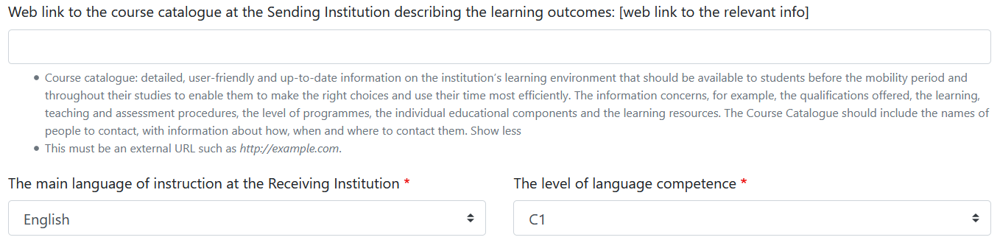 Web link to the course catalogue at the Sending Institution describing the learning outcomes: [web link to the relevant info]
• Course catalogue: detailed, user-friendly and up-to-date information on the institution's learning environment that should be available to students before the mobility period and
throughout their studies to enable them to make the right choices and use their time most efficiently. The information concerns, for example, the qualifications offered, the learning,
teaching and assessment procedures, the level of programmes, the individual educational components and the learning resources. The Course Catalogue should include the names of
people to contact, with information about how, when and where to contact them. Show less
• This must be an external URL such as http://example.com.
The main language of instruction at the Receiving Institution *
The level of language competence *
English
C1